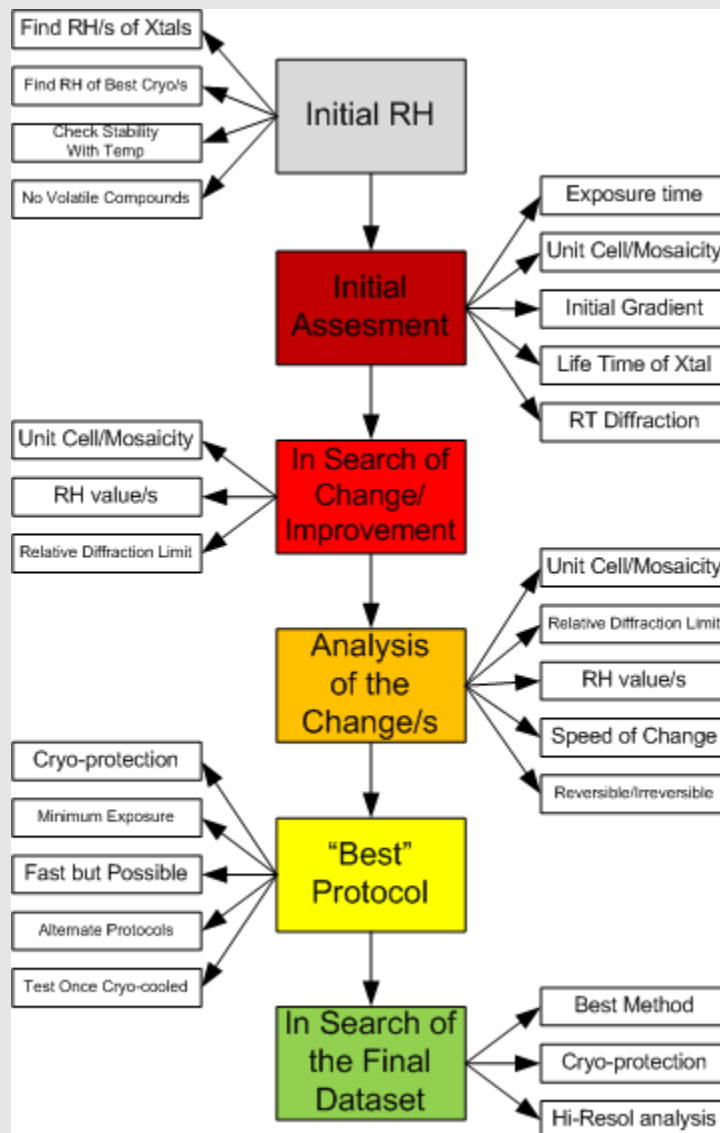 Find RH/s of Xtals
Find RH of Best Cryo/s
Check Stability
With Temp
No Volatile Compounds
Initial RH
Exposure time
Unit Cell/Mosaicity
Initial Gradient
Life Time of Xtal
RT Diffraction
Initial
Assesment
Unit Cell/Mosaicity
RH value/s
Relative Diffraction Limit
In Search of
Change/
Improvement
Unit Cell/Mosaicity
Relative Diffraction Limit
RH value/s
Speed of Change
Reversible/Irreversible
Analysis
of the
Change/s
Cryo-protection
Minimum Exposure
Fast but Possible
Alternate Protocols
Test Once Cryo-cooled
“Best”
Protocol
In Search of
the Final
Dataset
Best Method
Cryo-protection
Hi-Resol analysis